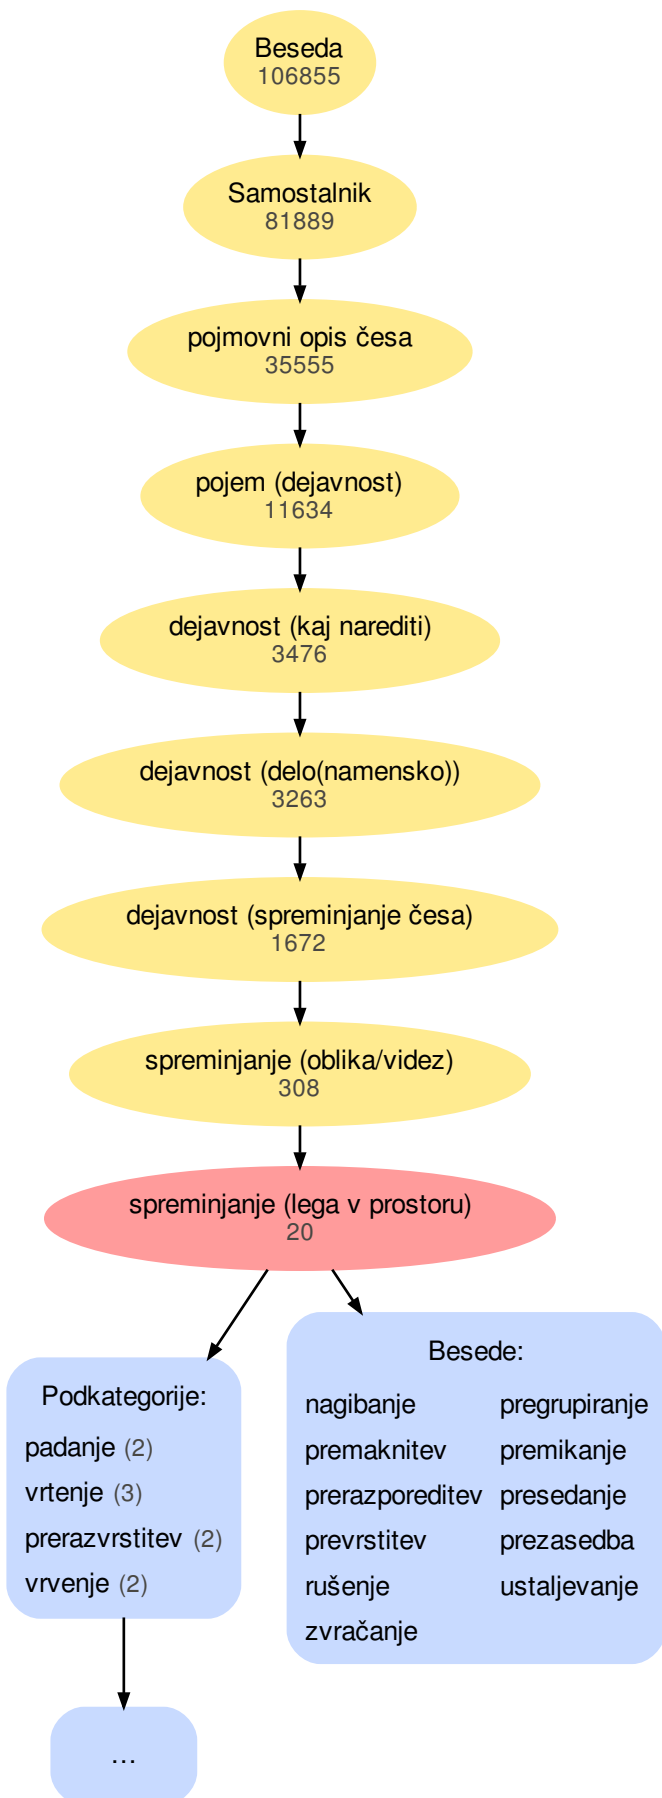 Beseda
106855
Samostalnik
81889
pojmovni opis česa
35555
pojem (dejavnost)
11634
dejavnost (kaj narediti)
3476
dejavnost (delo(namensko))
3263
dejavnost (spreminjanje česa)
1672
spreminjanje (oblika/videz)
308
spreminjanje (lega v prostoru)
20
Podkategorije:
padanje (2)
vrtenje (3)
prerazvrstitev (2)
vrvenje (2)
...
Besede:
nagibanje pregrupiranje
premaknitev premikanje
prerazporeditev presedanje
prevrstitev prezasedba
rušenje ustaljevanje
zvračanje